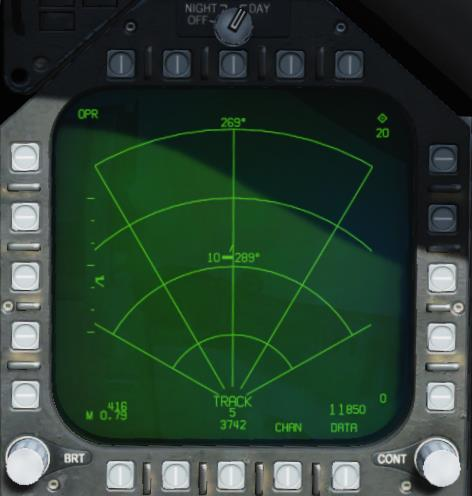 NIGHT DAY
OFF
OPR
269°
20
10 289°
TRACK
416
5
11850
0
M 0.79
3742
CHAN
DATA
BRT
CONT